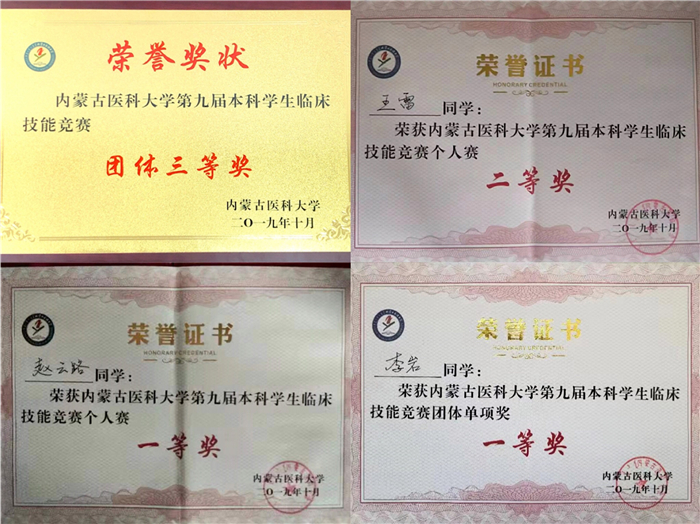 荣誉奖状
内蒙古医科大学第九届本科学生临床
技能竞赛
团体三等奖
内蒙古医科大学
二〇一九年十月
荣誉证书
HONORARY CREDENTIAL
王雷 同学：
荣获内蒙古医科大学第九届本科学生临床
技能竞赛个人赛
二等奖
内蒙古医科大学
二〇一九年十月
荣誉证书
HONORARY CREDENTIAL
赵云路 同学：
荣获内蒙古医科大学第九届本科学生临床
技能竞赛个人赛
一等奖
内蒙古医科大学
二〇一九年十月
荣誉证书
HONORARY CREDENTIAL
李岩 同学：
荣获内蒙古医科大学第九届本科学生临床
技能竞赛团体单项奖
一等奖
内蒙古医科大学
二〇一九年十月